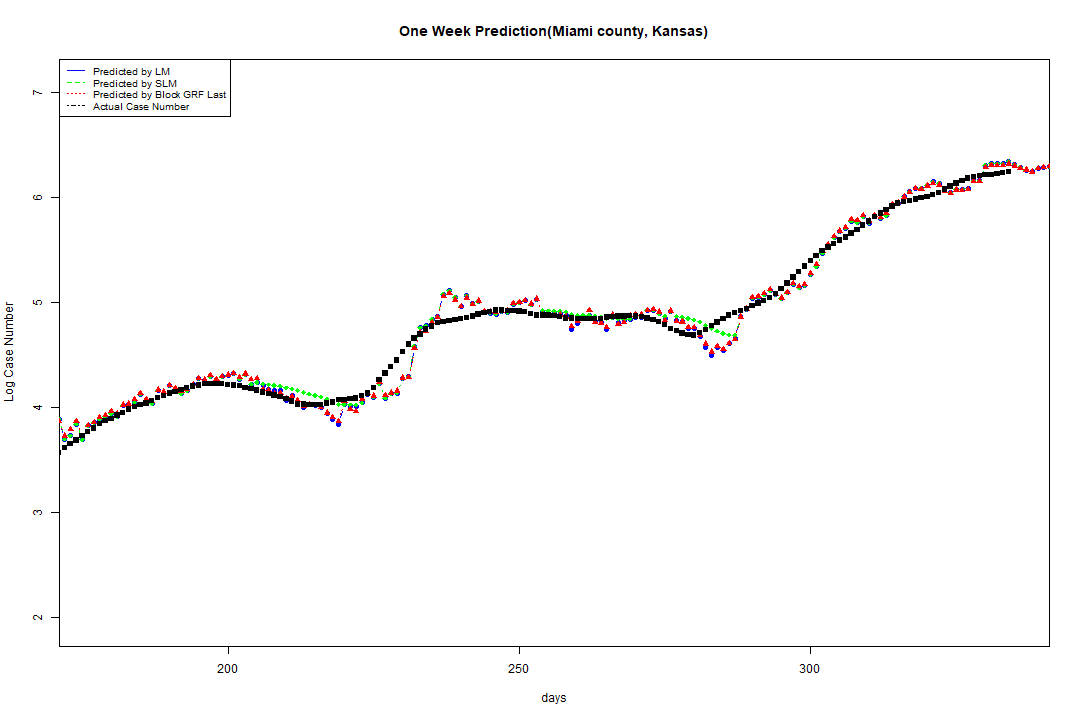 One Week Prediction(Miami county, Kansas)
Predicted by LM
Predicted by SLM
Predicted by Block GRF Last
Actual Case Number
7
6
5
4
3
2
Log Case Number
200 250 300
days